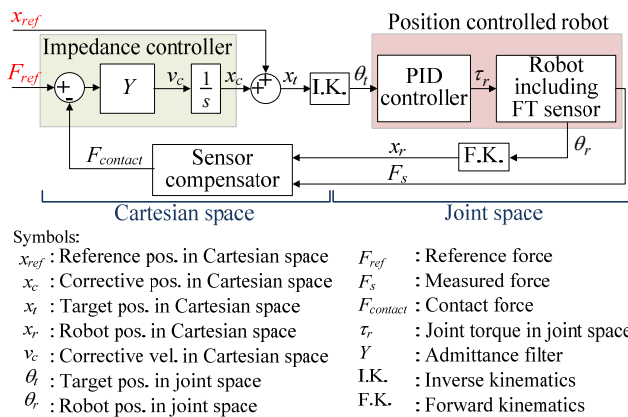 x_ref
Position controlled robot
Impedance controller
F_ref
-
Y
v_c
1/s
x_c
+
+
x_t
I.K.
θ_t
PID controller
τ_r
Robot including FT sensor
F_contact
Sensor compensator
x_r
F.K.
θ_r
F_s
Cartesian space
Joint space
Symbols:
x_ref : Reference pos. in Cartesian space
x_c : Corrective pos. in Cartesian space
x_t : Target pos. in Cartesian space
x_r : Robot pos. in Cartesian space
v_c : Corrective vel. in Cartesian space
θ_t : Target pos. in joint space
θ_r : Robot pos. in joint space
F_ref : Reference force
F_s : Measured force
F_contact : Contact force
τ_r : Joint torque in joint space
Y : Admittance filter
I.K. : Inverse kinematics
F.K. : Forward kinematics